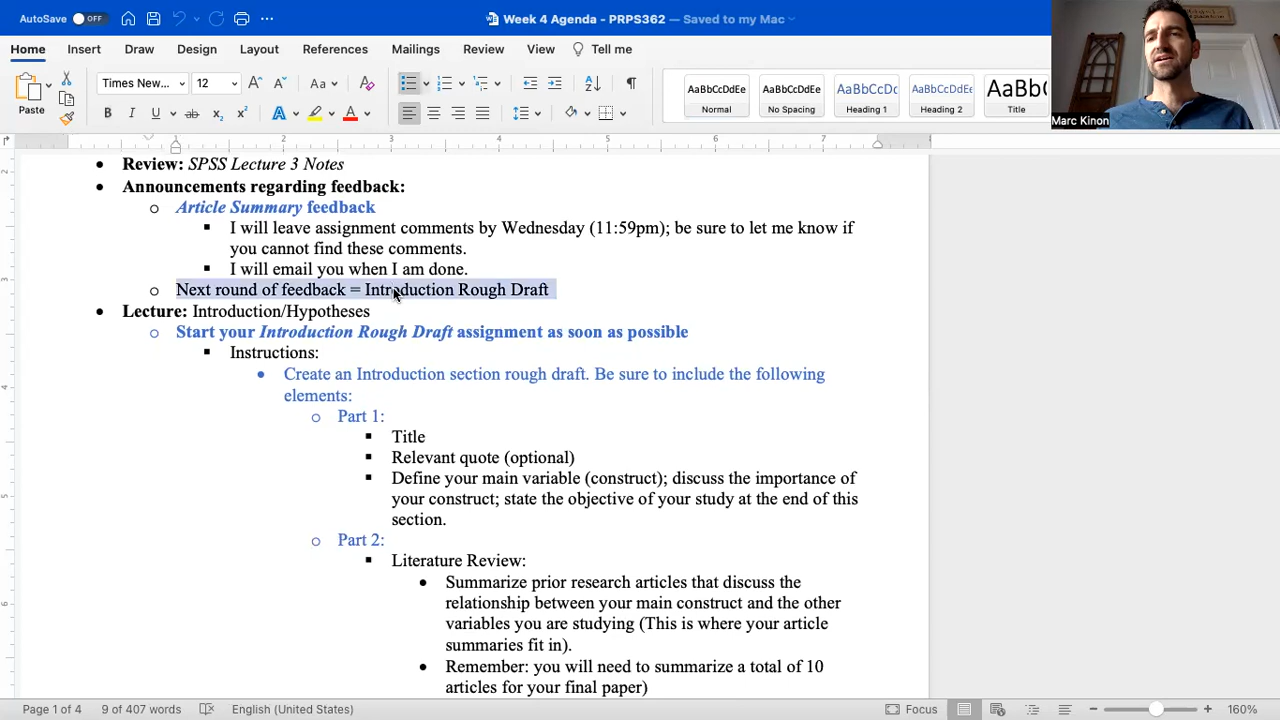 AutoSave OFF
Week 4 Agenda - PRPS362 — Saved to my Mac
Home Insert Draw Design Layout References Mailings Review View Tell me
Paste
Times New... 12
AaBbCcDdEe Normal
AaBbCcDdEe No Spacing
AaBbCcDc Heading 1
AaBbCcDdEe Heading 2
AaBb Title
Marc Kinon
1 2 3 4 5 6 7
• Review: SPSS Lecture 3 Notes
• Announcements regarding feedback:
o Article Summary feedback
▪ I will leave assignment comments by Wednesday (11:59pm); be sure to let me know if
you cannot find these comments.
▪ I will email you when I am done.
o Next round of feedback = Introduction Rough Draft
• Lecture: Introduction/Hypotheses
o Start your Introduction Rough Draft assignment as soon as possible
▪ Instructions:
• Create an Introduction section rough draft. Be sure to include the following
elements:
o Part 1:
▪ Title
▪ Relevant quote (optional)
▪ Define your main variable (construct); discuss the importance of
your construct; state the objective of your study at the end of this
section.
o Part 2:
▪ Literature Review:
• Summarize prior research articles that discuss the
relationship between your main construct and the other
variables you are studying (This is where your article
summaries fit in).
• Remember: you will need to summarize a total of 10
articles for your final paper)
Page 1 of 4 9 of 407 words English (United States) Focus 160%